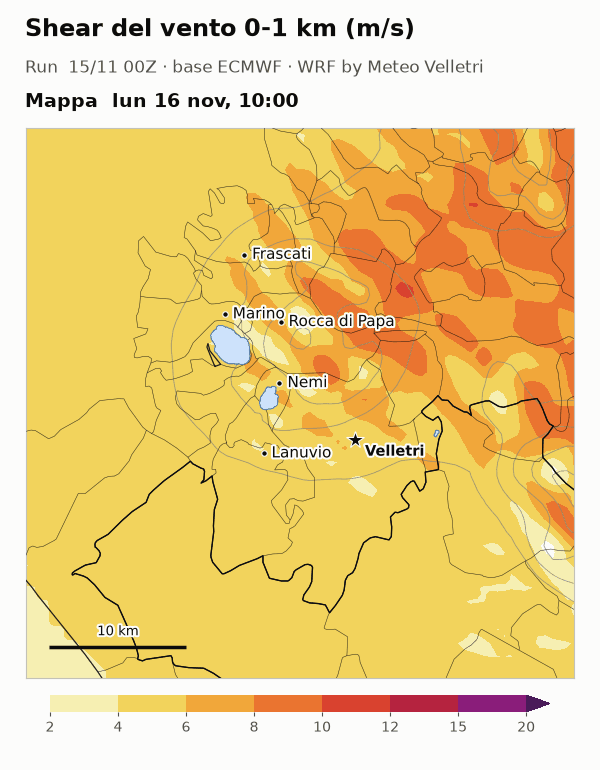 Shear del vento 0-1 km (m/s)
Run  15/11 00Z · base ECMWF · WRF by Meteo Velletri
Mappa  lun 16 nov, 10:00
Frascati
Marino
Rocca di Papa
Nemi
Velletri
Lanuvio
10 km
2 4 6 8 10 12 15 20